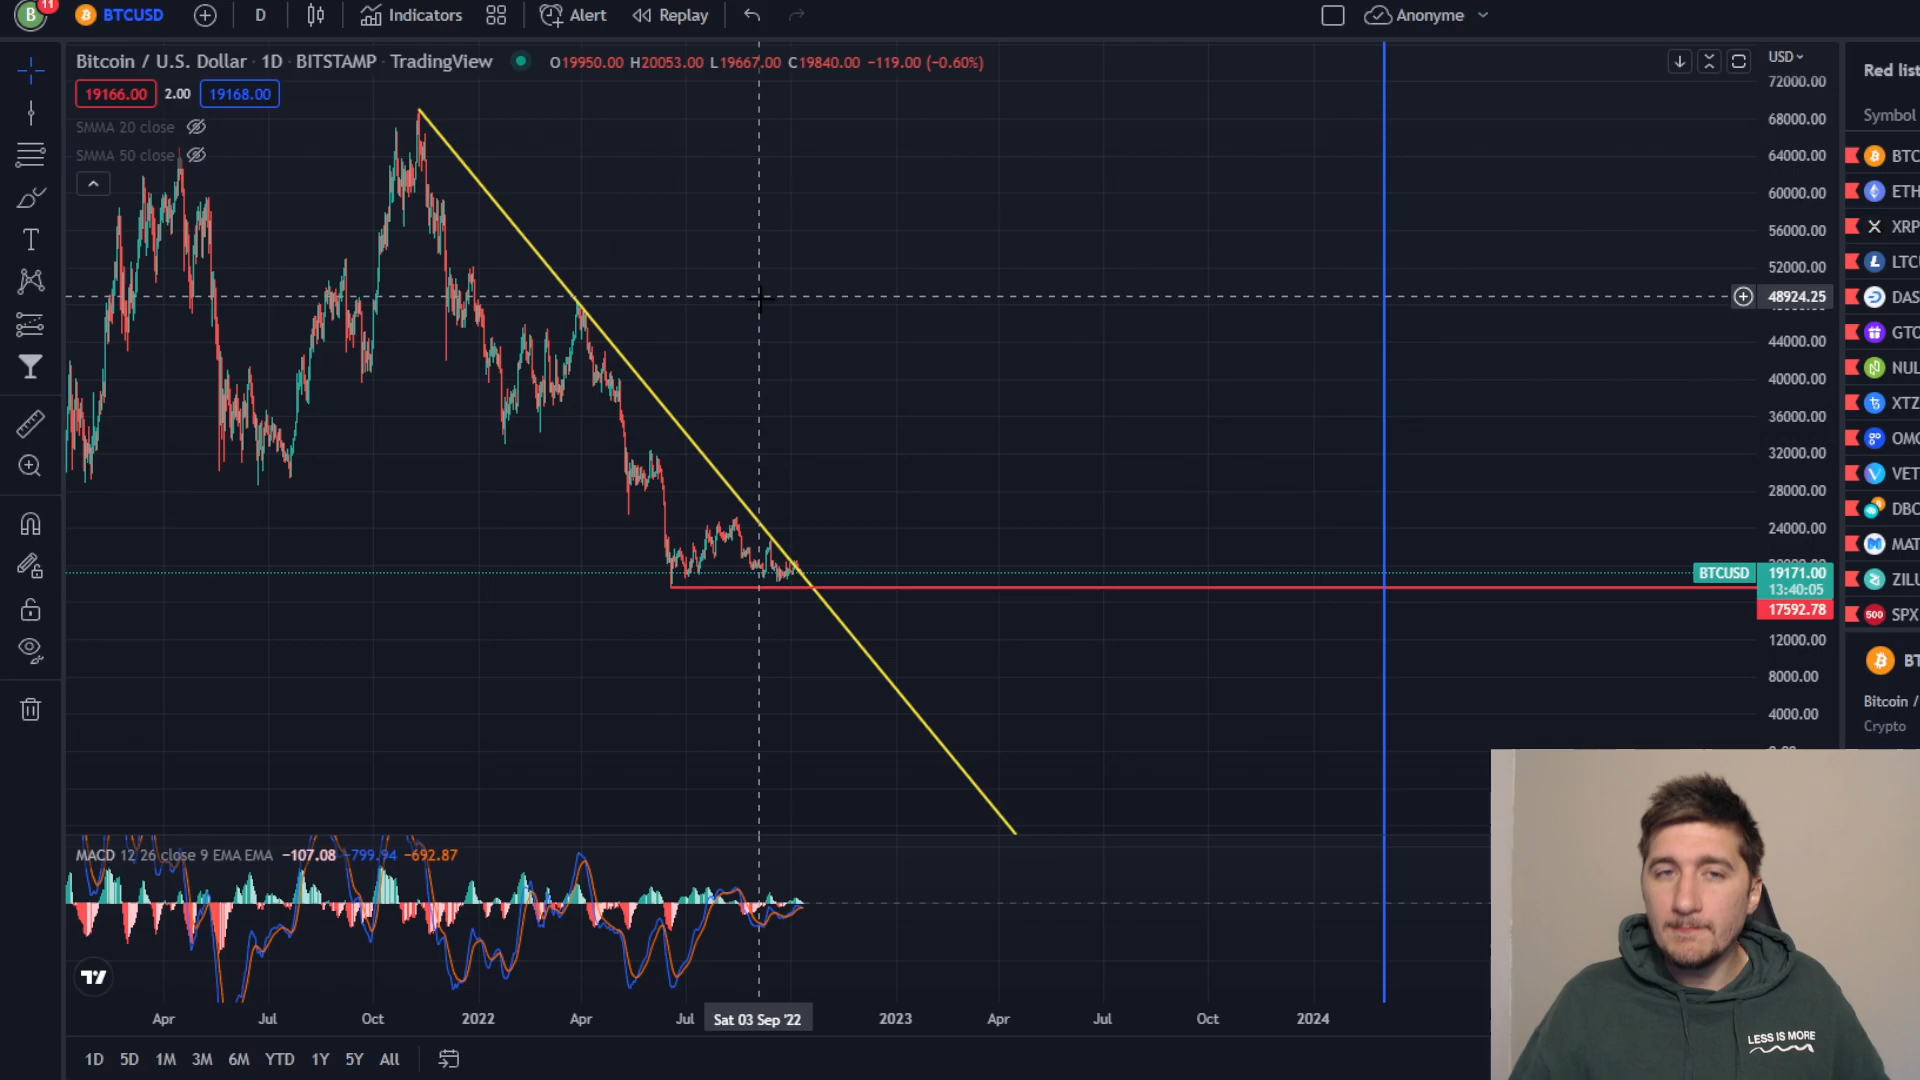 B 11 BTCUSD D Indicators Alert Replay Anonyme
Bitcoin / U.S. Dollar · 1D · BITSTAMP · TradingView O19950.00 H20053.00 L19667.00 C19840.00 −119.00 (−0.60%)
USD
19166.00 2.00 19168.00
SMMA 20 close
SMMA 50 close
72000.00
68000.00
64000.00
60000.00
56000.00
52000.00
48924.25
44000.00
40000.00
36000.00
32000.00
28000.00
24000.00
BTCUSD 19171.00
13:40:05
17592.78
12000.00
8000.00
4000.00
Red list
Symbol
BTC
ETH
XRP
LTC
DAS
GTO
NUL
XTZ
OMG
VET
DBC
MAT
ZILU
500 SPX
BT
Bitcoin /
Crypto
MACD 12 26 close 9 EMA EMA −107.08 −799.94 −692.87
Apr Jul Oct 2022 Apr Jul Sat 03 Sep '22 2023 Apr Jul Oct 2024
1D 5D 1M 3M 6M YTD 1Y 5Y All
LESS IS MORE